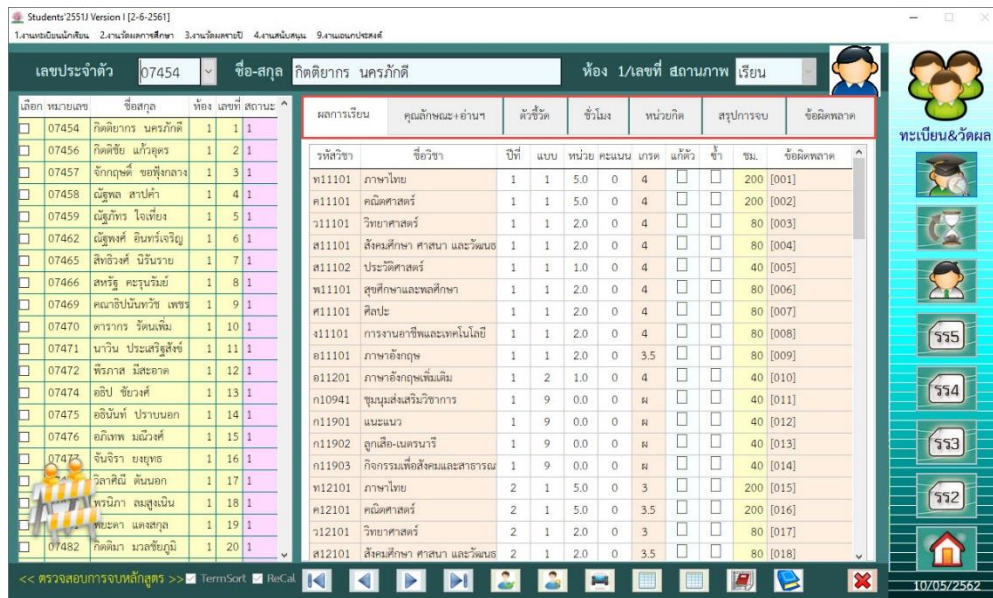 Students'2551J Version I [2-6-2561]
1.งานทะเบียนนักเรียน 2.งานวัดผลการศึกษา 3.งานวัดผลรายปี 4.งานสนับสนุน 9.งานเอนกประสงค์
เลขประจำตัว 07454 ชื่อ-สกุล กิตติยากร นครภักดี ห้อง 1/เลขที่ สถานภาพ เรียน
เลือก หมายเลข ชื่อสกุล ห้อง เลขที่ สถานะ
07454 กิตติยากร นครภักดี 1 1 1
07456 กิตติชัย แก้วอุดร 1 2 1
07457 จักกฤษดิ์ ขอฟุ้งกลาง 1 3 1
07458 ณัฐพล สาปคำ 1 4 1
07459 ณัฐภัทร ใจเที่ยง 1 5 1
07462 ณัฐพงศ์ อินทร์เจริญ 1 6 1
07465 สิทธิวงศ์ นิรันราย 1 7 1
07466 สหรัฐ คะรุนรัมย์ 1 8 1
07469 คณาธิปนันทวัช เพชร 1 9 1
07470 ดารากร รัตนเพิ่ม 1 10 1
07471 นาวิน ประเสริฐสังข์ 1 11 1
07472 พีรภาส มีสะอาด 1 12 1
07474 อธิป ชัยวงศ์ 1 13 1
07475 อธินันท์ ปราบนอก 1 14 1
07476 อภิเทพ มณีวงศ์ 1 15 1
จันจิรา ยงยุทธ 1 16 1
วิลาศิณี ตันนอก 1 17 1
พรนิภา ลมสูงเนิน 1 18 1
แดงสกุล 1 19 1
07482 กิตติมา มวลชัยภูมิ 1 20 1
ผลการเรียน คุณลักษณะ+อ่านฯ ตัวชี้วัด ชั่วโมง หน่วยกิต สรุปการจบ ข้อผิดพลาด
รหัสวิชา ชื่อวิชา ปีที่ แบบ หน่วย คะแนน เกรด แก้ตัว ซ้ำ ชม. ข้อผิดพลาด
ท11101 ภาษาไทย 1 1 5.0 0 4 200 [001]
ค11101 คณิตศาสตร์ 1 1 5.0 0 4 200 [002]
ว11101 วิทยาศาสตร์ 1 1 2.0 0 4 80 [003]
ส11101 สังคมศึกษา ศาสนา และวัฒนธ 1 1 2.0 0 4 80 [004]
ส11102 ประวัติศาสตร์ 1 1 1.0 0 4 40 [005]
พ11101 สุขศึกษาและพลศึกษา 1 1 2.0 0 4 80 [006]
ศ11101 ศิลปะ 1 1 2.0 0 4 80 [007]
ง11101 การงานอาชีพและเทคโนโลยี 1 1 2.0 0 4 80 [008]
อ11101 ภาษาอังกฤษ 1 1 2.0 0 3.5 80 [009]
อ11201 ภาษาอังกฤษเพิ่มเติม 1 2 1.0 0 4 40 [010]
ก10941 ชุมนุมส่งเสริมวิชาการ 1 9 0.0 0 ผ 40 [011]
ก11901 แนะแนว 1 9 0.0 0 ผ 40 [012]
ก11902 ลูกเสือ-เนตรนารี 1 9 0.0 0 ผ 40 [013]
ก11903 กิจกรรมเพื่อสังคมและสาธารณ 1 9 0.0 0 ผ 40 [014]
ท12101 ภาษาไทย 2 1 5.0 0 3 200 [015]
ค12101 คณิตศาสตร์ 2 1 5.0 0 3.5 200 [016]
ว12101 วิทยาศาสตร์ 2 1 2.0 0 3 80 [017]
ส12101 สังคมศึกษา ศาสนา และวัฒนธ 2 1 2.0 0 3.5 80 [018]
<< ตรวจสอบการจบหลักสูตร >> TermSort ReCal
ทะเบียน&วัดผล
รร5
รร4
รร3
รร2
10/05/2562